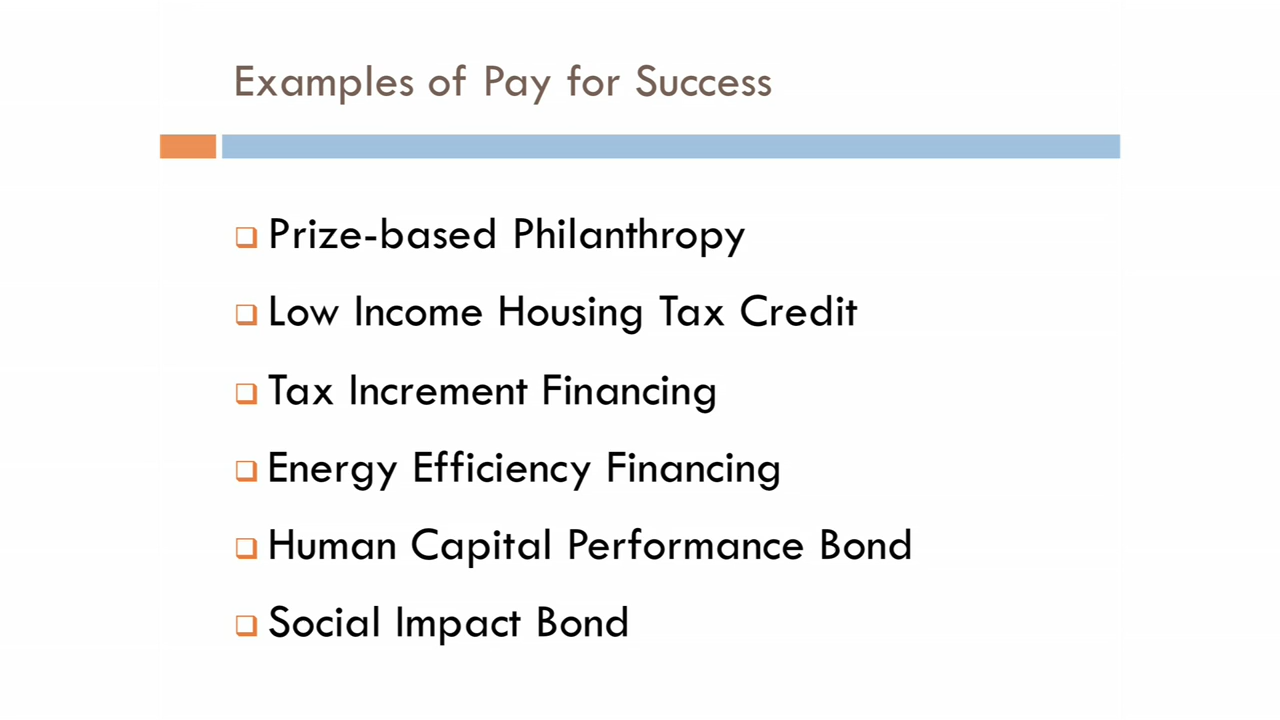 Examples of Pay for Success
Prize-based Philanthropy
Low Income Housing Tax Credit
Tax Increment Financing
Energy Efficiency Financing
Human Capital Performance Bond
Social Impact Bond